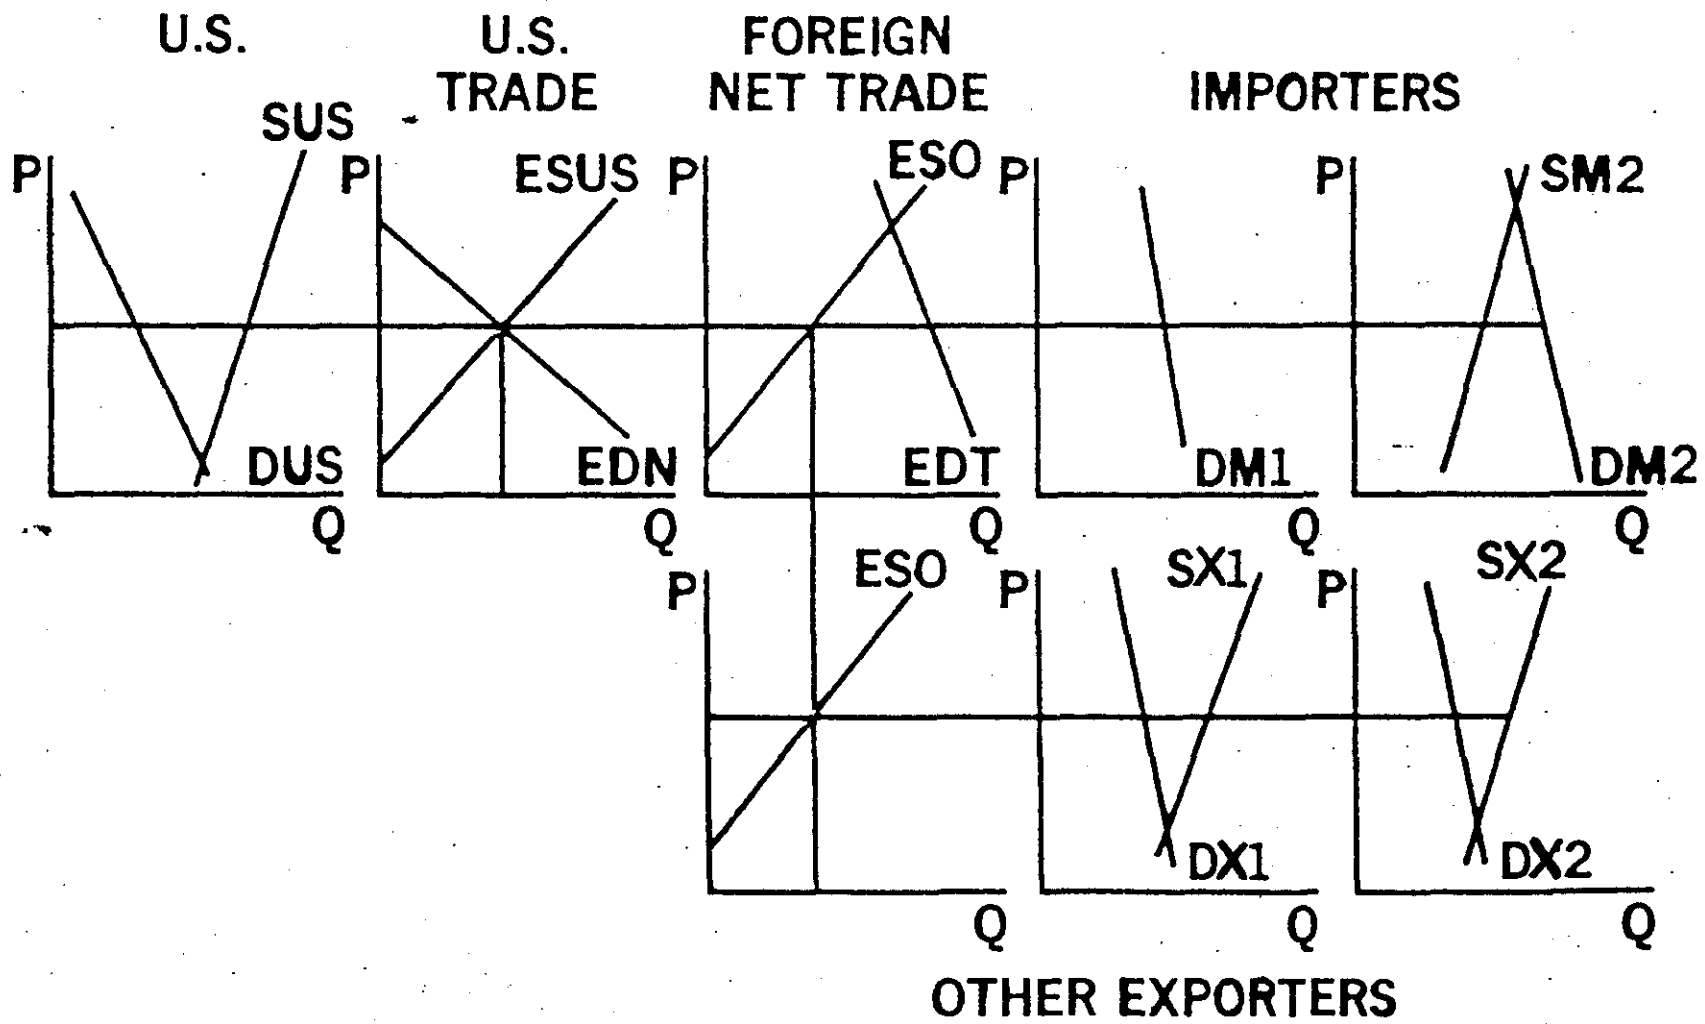 U.S.
U.S. TRADE
FOREIGN NET TRADE
IMPORTERS
P
SUS
DUS
Q
P
ESUS
EDN
Q
P
ESO
EDT
Q
P
DM1
Q
P
SM2
DM2
Q
P
ESO
Q
P
SX1
DX1
Q
P
SX2
DX2
Q
OTHER EXPORTERS